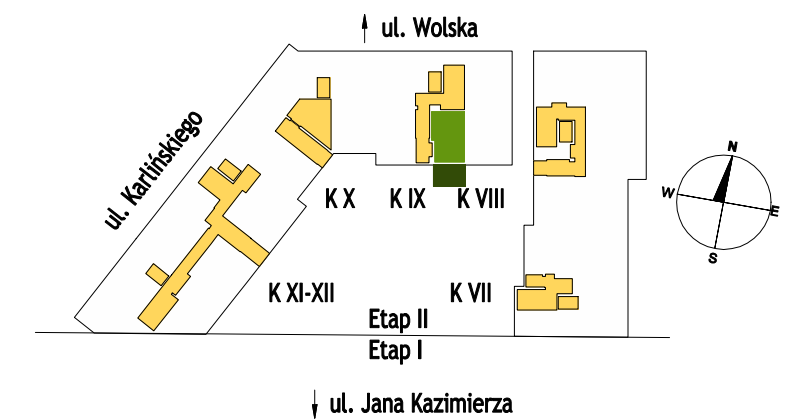 ul. Wolska
ul. Karlińskiego
N
W
E
S
K X
K IX
K VIII
K XI-XII
K VII
Etap II
Etap I
ul. Jana Kazimierza